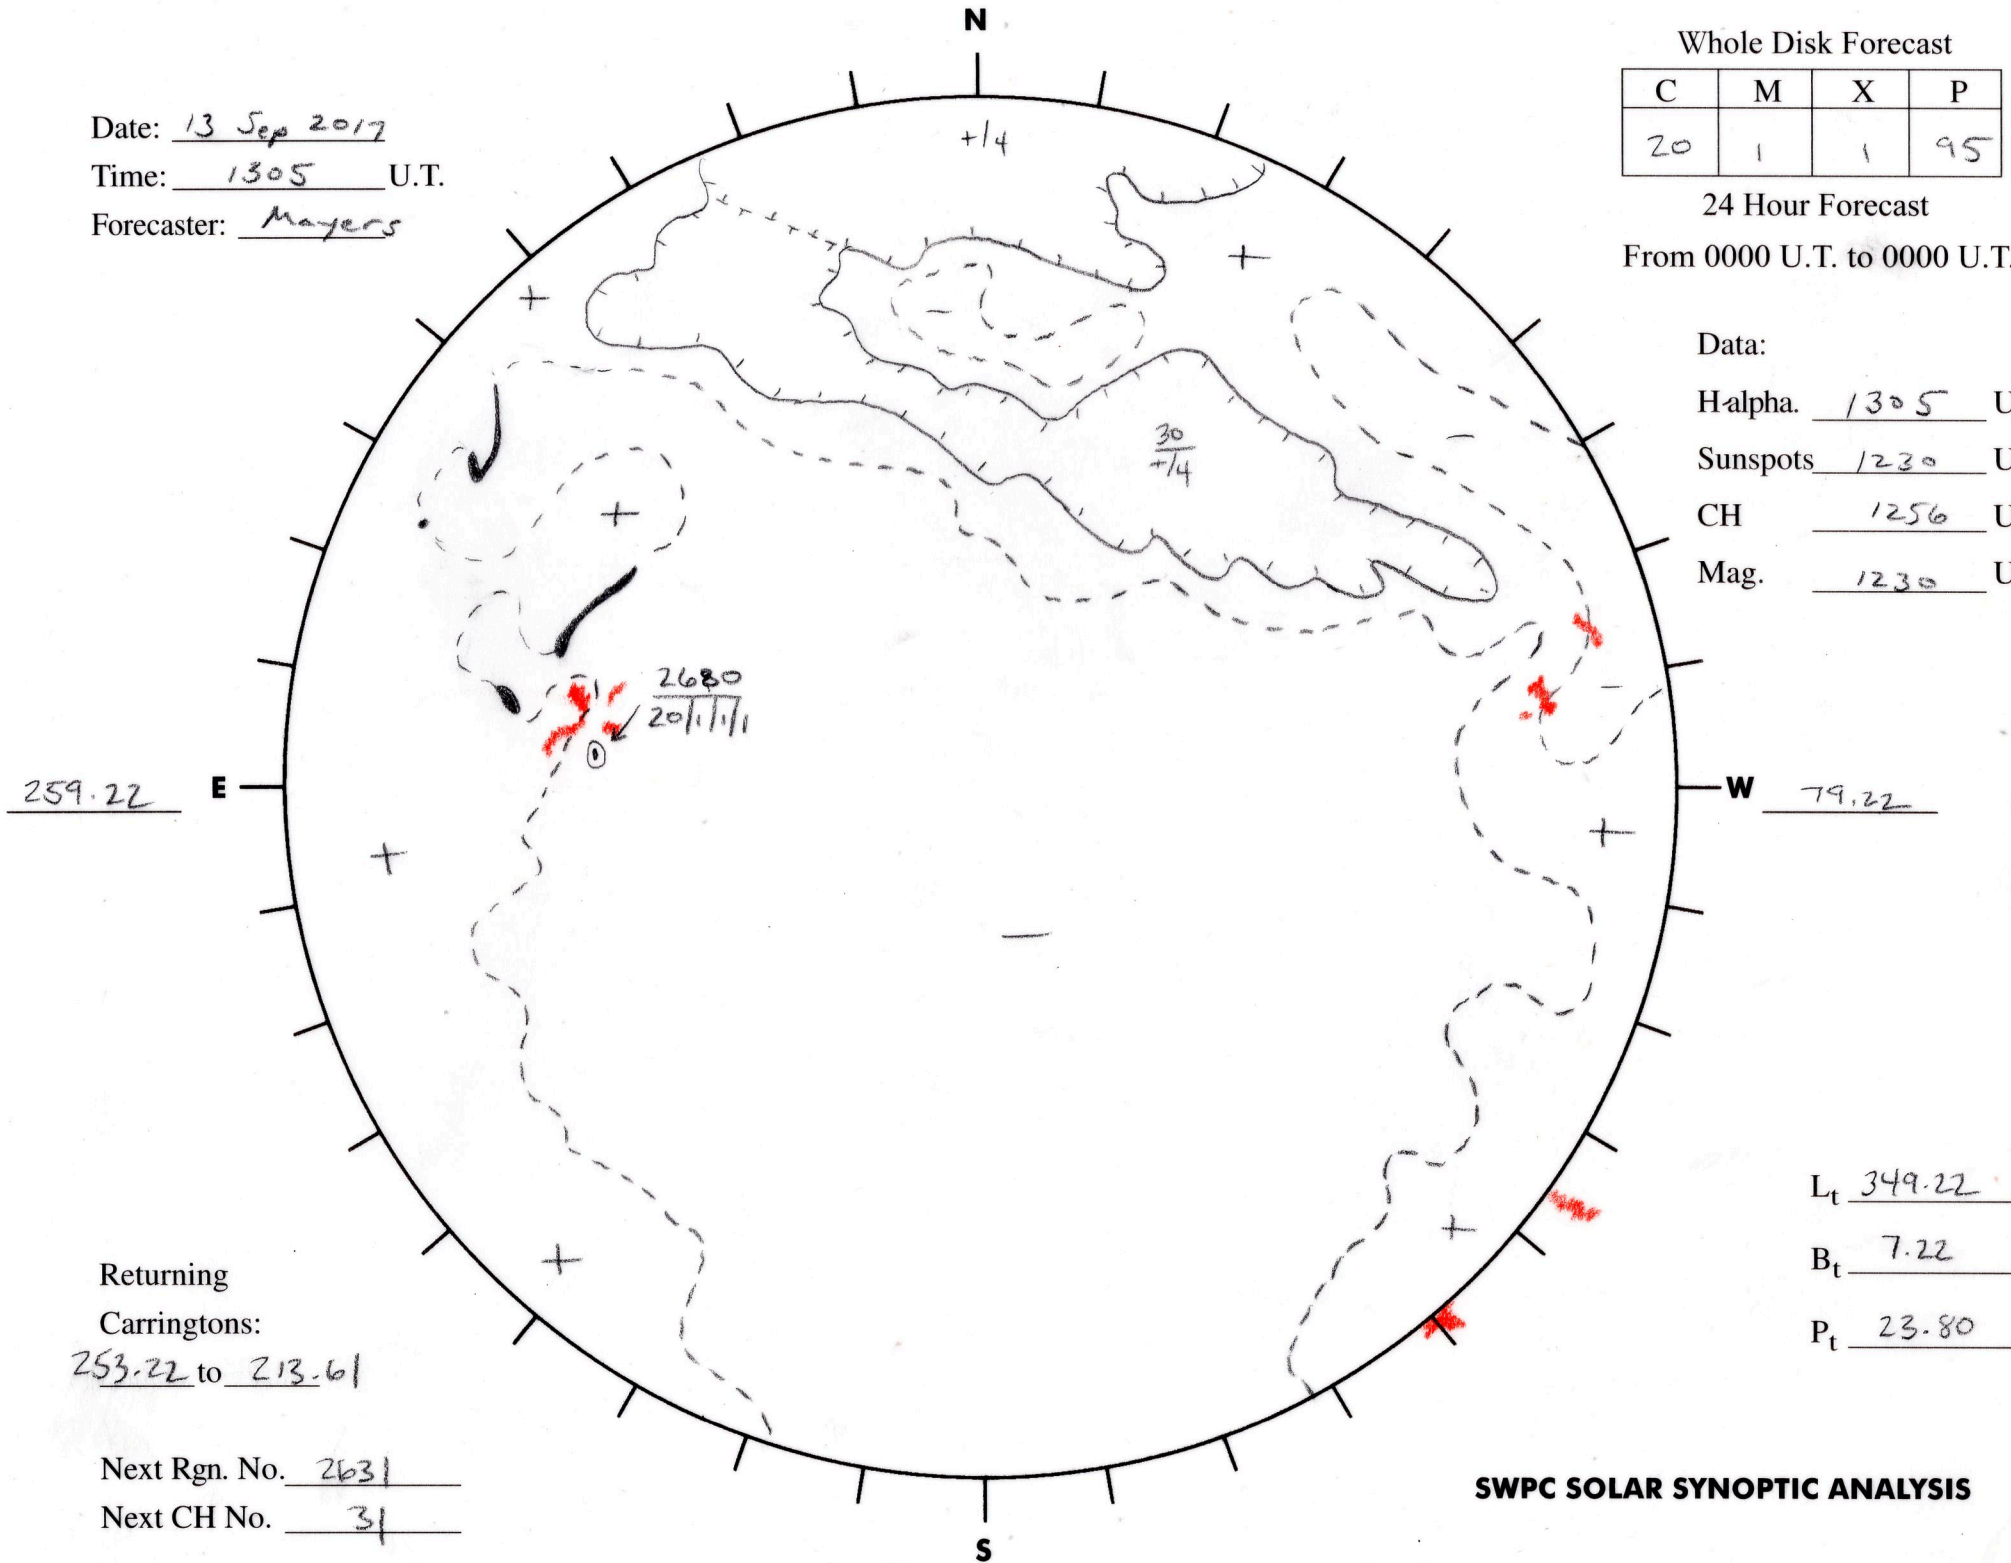 N
Whole Disk Forecast
C M X P
20 1 1 95
24 Hour Forecast
From 0000 U.T. to 0000 U.T.
Date: 13 Sep 2017
Time: 1305 U.T.
Forecaster: Mayers
+/4
Data:
H-alpha. 1305 U
Sunspots 1230 U
CH 1256 U
Mag. 1230 U
30
+/4
2680
20/1/1/1
259.22 E
W 79.22
Lt 349.22
Bt 7.22
Pt 23.80
Returning
Carringtons:
253.22 to 213.61
Next Rgn. No. 2631
Next CH No. 31
SWPC SOLAR SYNOPTIC ANALYSIS
S